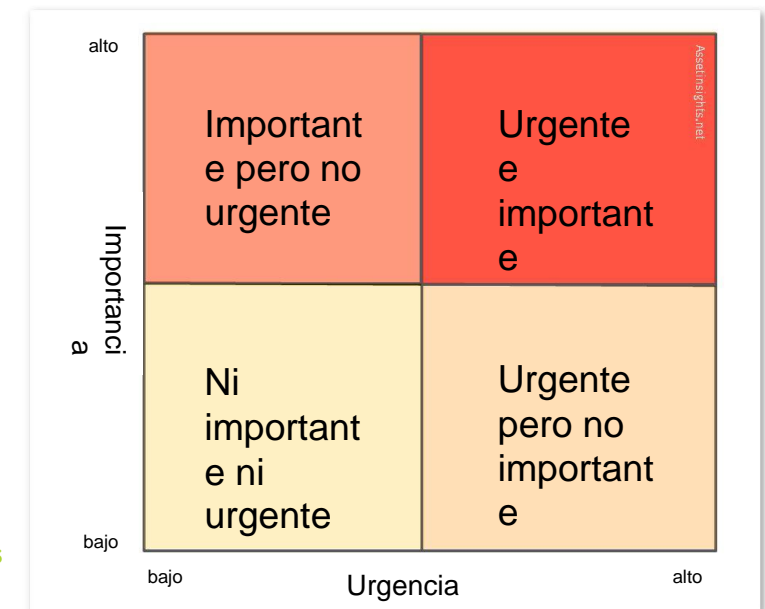 alto
Important
e pero no
urgente
Urgente
e
important
e
Assetinsights.net
Importanci
a
Ni
important
e ni
urgente
Urgente
pero no
important
e
bajo
s
bajo
Urgencia
alto